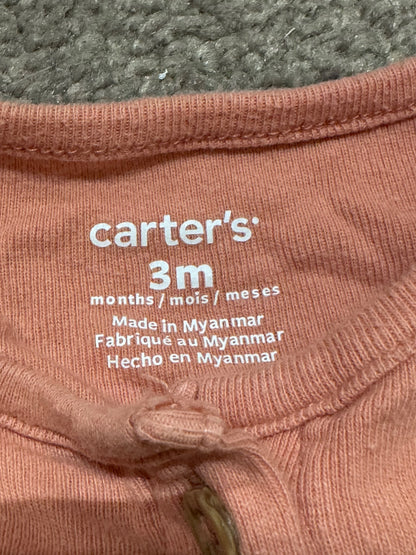 carter's
3m
months / mois / meses
Made in Myanmar
Fabriqué au Myanmar
Hecho en Myanmar